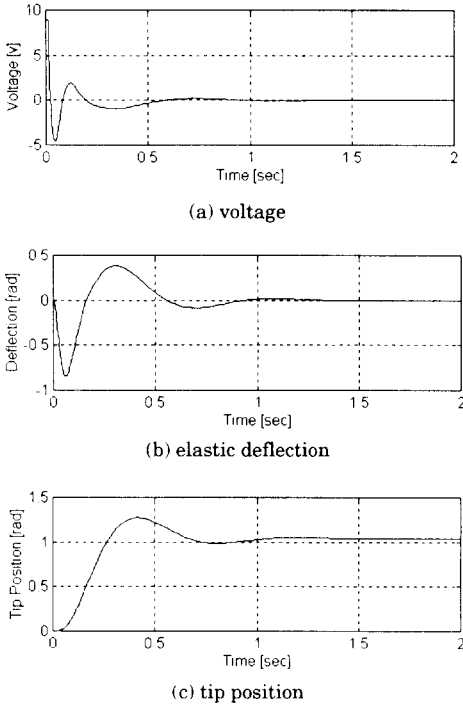 10
5
0
-5
Voltage [v]
0 0 5 1 1 5 2
Time [sec]
(a) voltage
0 5
0
-0 5
-1
Deflection [rad]
0 0 5 1 1 5 2
Time [sec]
(b) elastic deflection
1.5
1
0.5
0
Tip Position [rad]
0 0 5 1 1 5 2
Time [sec]
(c) tip position